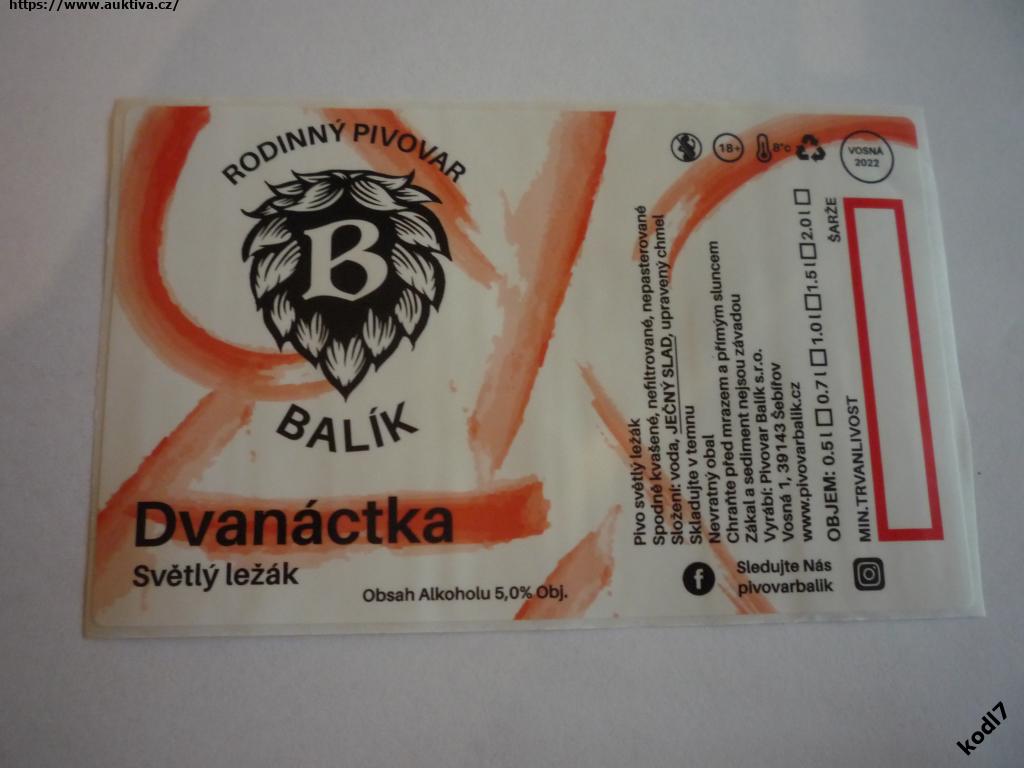 https://www.auktiva.cz/
RODINNÝ PIVOVAR
B
BALÍK
Dvanáctka
Světlý ležák
Obsah Alkoholu 5,0% Obj.
18+
8°C
VOSNÁ
2022
Pivo světlý ležák
Spodně kvašené, nefiltrované, nepasterované
Složení: voda, JEČNÝ SLAD, upravený chmel
Skladujte v temnu
Nevratný obal
Chraňte před mrazem a přímým sluncem
Zákal a sediment nejsou závadou
Vyrábí: Pivovar Balík s.r.o.
Vosná 1, 39143 Šebířov
www.pivovarbalik.cz
OBJEM: 0.5 l 0.7 l 1.0 l 1.5 l 2.0 l
MIN.TRVANLIVOST ŠARŽE
Sledujte Nás
pivovarbalik
kodl7